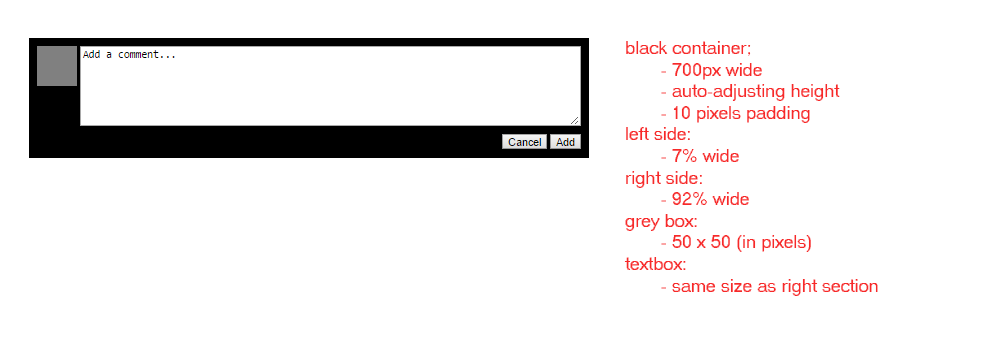 Add a comment...
Cancel
Add
black container:
- 700px wide
- auto-adjusting height
- 10 pixels padding
left side:
- 7% wide
right side:
- 92% wide
grey box:
- 50 x 50 (in pixels)
textbox:
- same size as right section